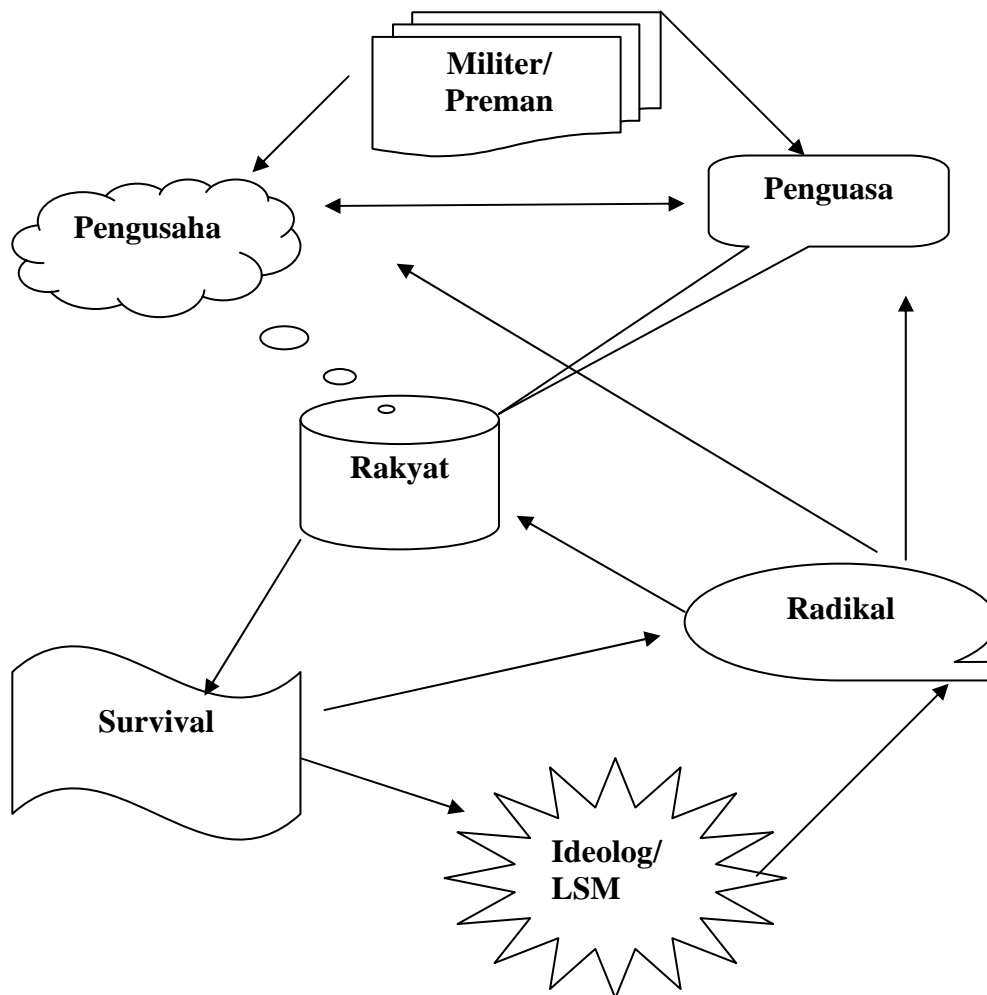 Militer/
Preman
Penguasa
Pengusaha
Rakyat
Radikal
Survival
Ideolog/
LSM